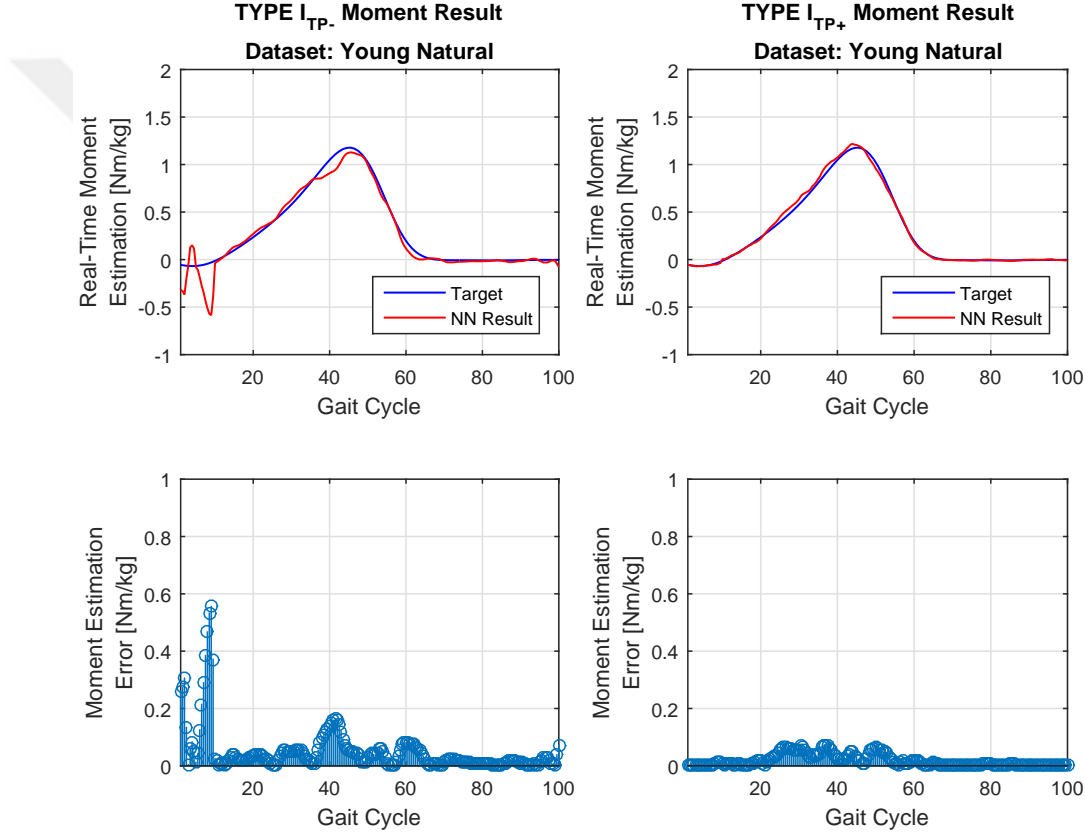 TYPE I_TP- Moment Result
Dataset: Young Natural
2
1.5
1
0.5
0
-0.5
-1
Real-Time Moment
Estimation [Nm/kg]
Target
NN Result
20
40
60
80
100
Gait Cycle
TYPE I_TP+ Moment Result
Dataset: Young Natural
2
1.5
1
0.5
0
-0.5
-1
Real-Time Moment
Estimation [Nm/kg]
Target
NN Result
20
40
60
80
100
Gait Cycle
1
0.8
0.6
0.4
0.2
0
Moment Estimation
Error [Nm/kg]
20
40
60
80
100
Gait Cycle
1
0.8
0.6
0.4
0.2
0
Moment Estimation
Error [Nm/kg]
20
40
60
80
100
Gait Cycle